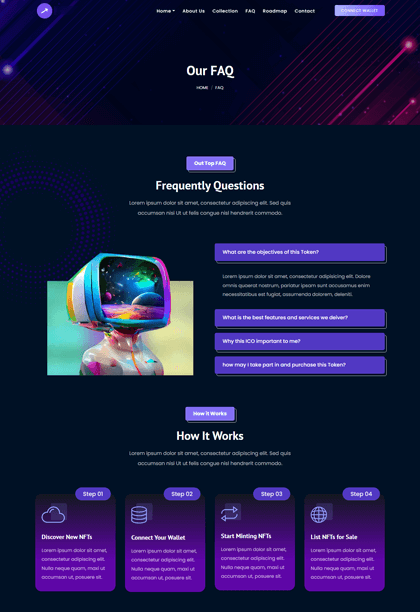 Home About Us Collection FAQ Roadmap Contact CONNECT WALLET
Our FAQ
HOME / FAQ
Out Top FAQ
Frequently Questions
Lorem ipsum dolor sit amet, consectetur adipiscing elit. Sed quis
accumsan nisi Ut ut felis congue nisl hendrerit commodo.
What are the objectives of this Token?
Lorem ipsum dolor sit amet, consectetur adipiscing elit. Dolore
omnis quaerat nostrum, pariatur ipsam sunt accusamus enim
necessitatibus est fugiat, assumenda dolorem, deleniti.
What is the best features and services we deiver?
Why this ICO important to me?
how may I take part in and purchase this Token?
How it Works
How It Works
Lorem ipsum dolor sit amet, consectetur adipiscing elit. Sed quis
accumsan nisi Ut ut felis congue nisl hendrerit commodo.
Step 01
Discover New NFTs
Lorem ipsum dolor sit amet,
consectetur adipiscing elit.
Nulla neque quam, maxi ut
accumsan ut, posuere sit.
Step 02
Connect Your Wallet
Lorem ipsum dolor sit amet,
consectetur adipiscing elit.
Nulla neque quam, maxi ut
accumsan ut, posuere sit.
Step 03
Start Minting NFTs
Lorem ipsum dolor sit amet,
consectetur adipiscing elit.
Nulla neque quam, maxi ut
accumsan ut, posuere sit.
Step 04
List NFTs for Sale
Lorem ipsum dolor sit amet,
consectetur adipiscing elit.
Nulla neque quam, maxi ut
accumsan ut, posuere sit.